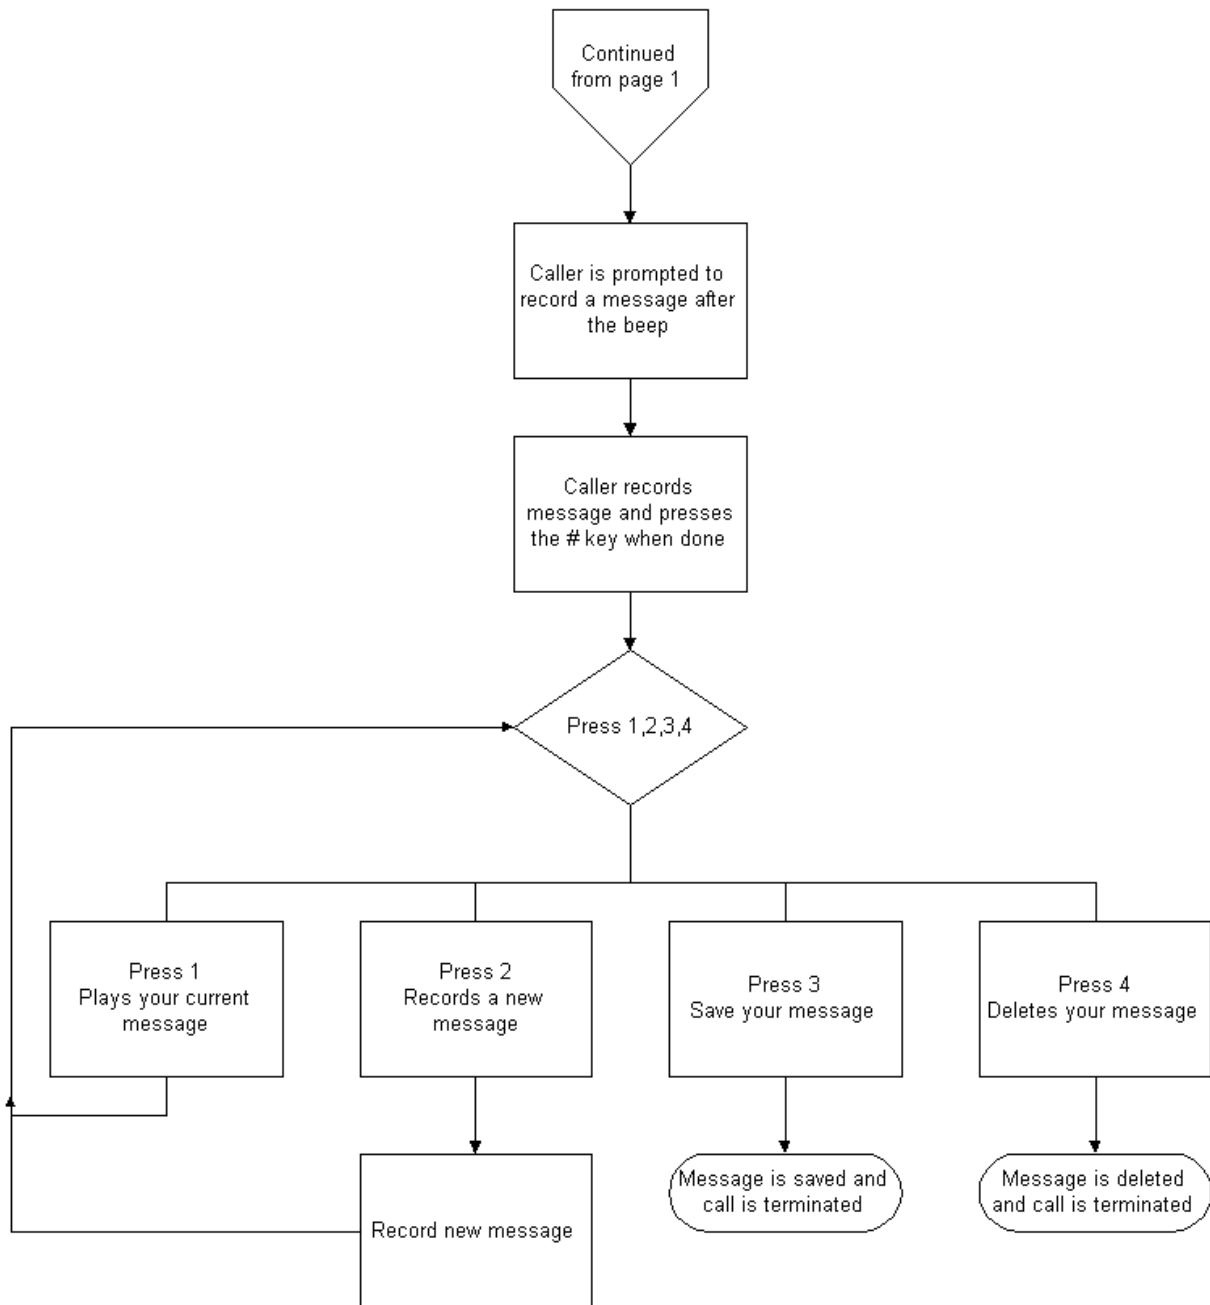 Continued
from page 1
Caller is prompted to
record a message after
the beep
Caller records
message and presses
the # key when done
Press 1,2,3,4
Press 1
Plays your current
message
Press 2
Records a new
message
Press 3
Save your message
Press 4
Deletes your message
Record new message
Message is saved and
call is terminated
Message is deleted
and call is terminated